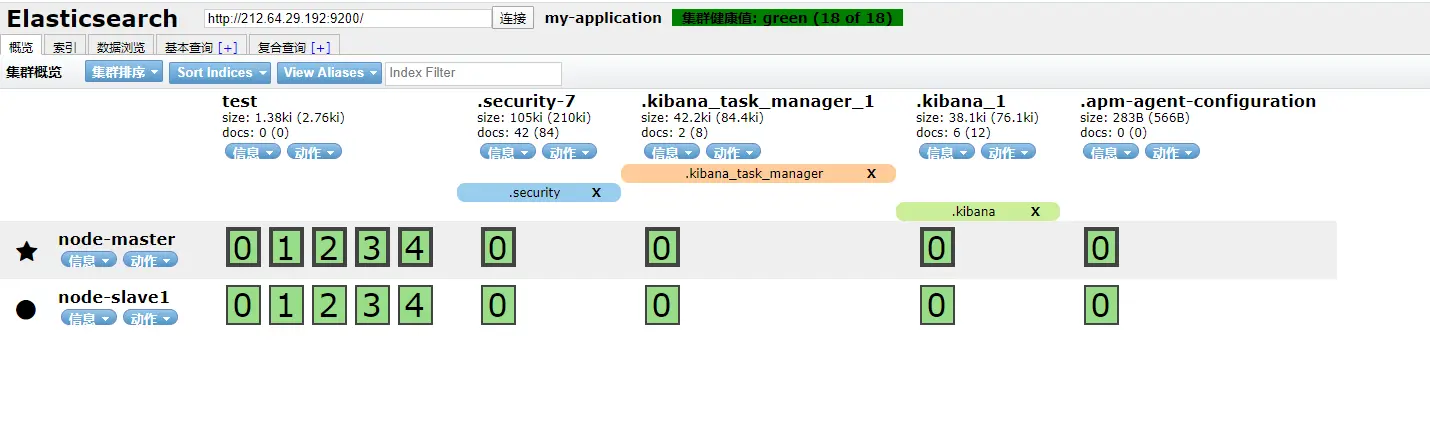 Elasticsearch http://212.64.29.192:9200/ 连接 my-application 集群健康值: green (18 of 18)
概览 索引 数据浏览 基本查询 [+] 复合查询 [+]
集群概览 集群排序 Sort Indices View Aliases Index Filter
test .security-7 .kibana_task_manager_1 .kibana_1 .apm-agent-configuration
size: 1.38ki (2.76ki) size: 105ki (210ki) size: 42.2ki (84.4ki) size: 38.1ki (76.1ki) size: 283B (566B)
docs: 0 (0) docs: 42 (84) docs: 2 (8) docs: 6 (12) docs: 0 (0)
信息 动作 信息 动作 信息 动作 信息 动作 信息 动作
.kibana_task_manager X
.security X
.kibana X
node-master 0 1 2 3 4 0 0 0 0
信息 动作
node-slave1 0 1 2 3 4 0 0 0 0
信息 动作